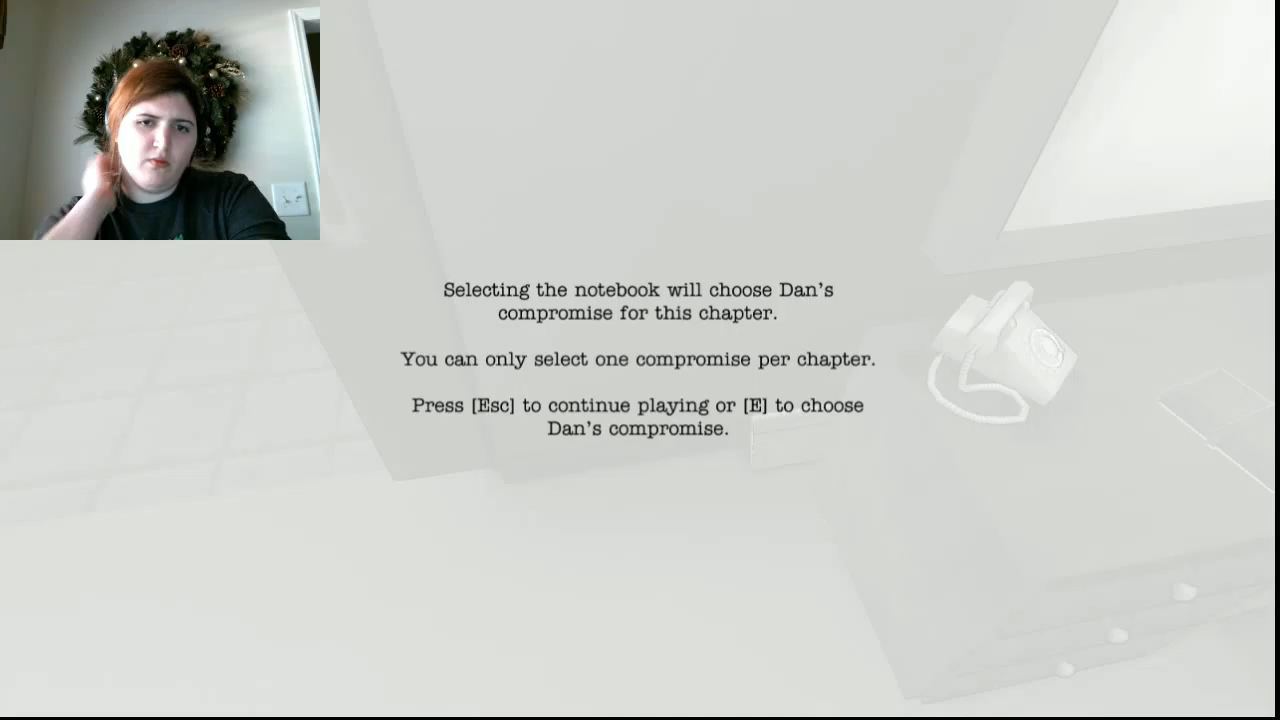 Selecting the notebook will choose Dan's
compromise for this chapter.
You can only select one compromise per chapter.
Press [Esc] to continue playing or [E] to choose
Dan's compromise.